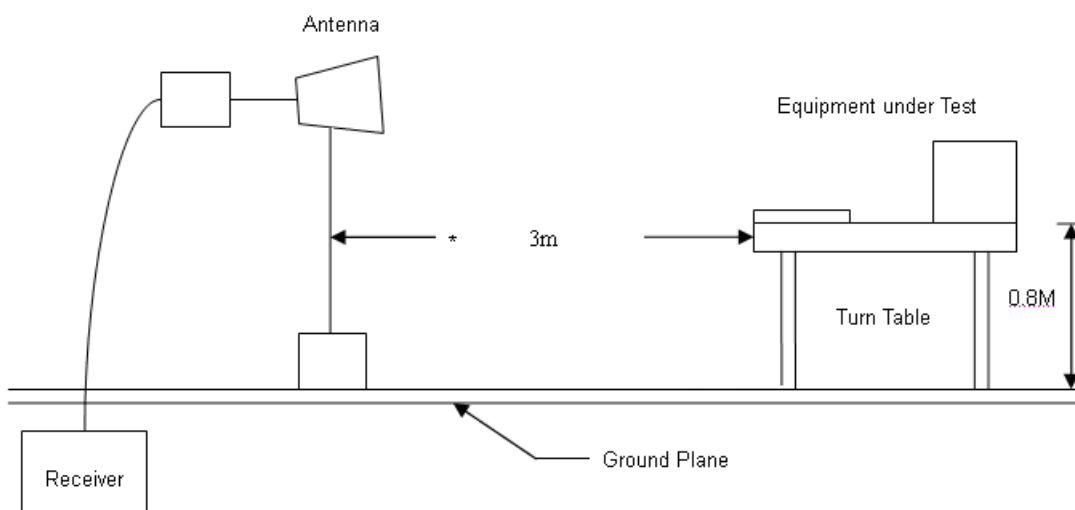 Antenna
Equipment under Test
* 3m
0.8M
Turn Table
Ground Plane
Receiver